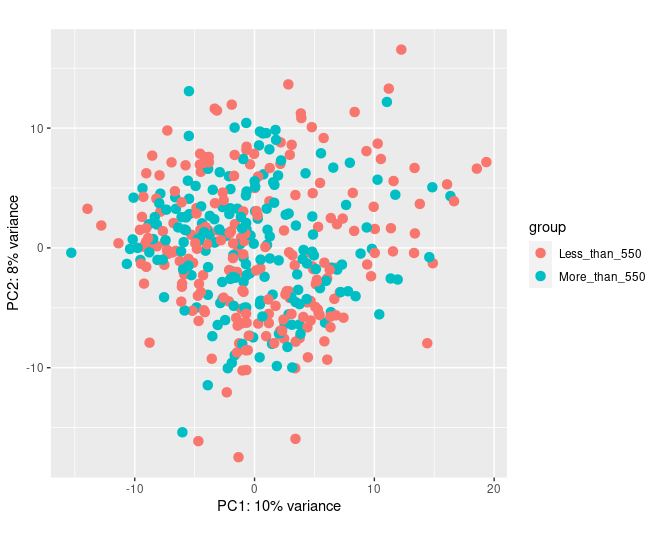 10
0
-10
-10
0
10
20
PC1: 10% variance
PC2: 8% variance
group
Less_than_550
More_than_550